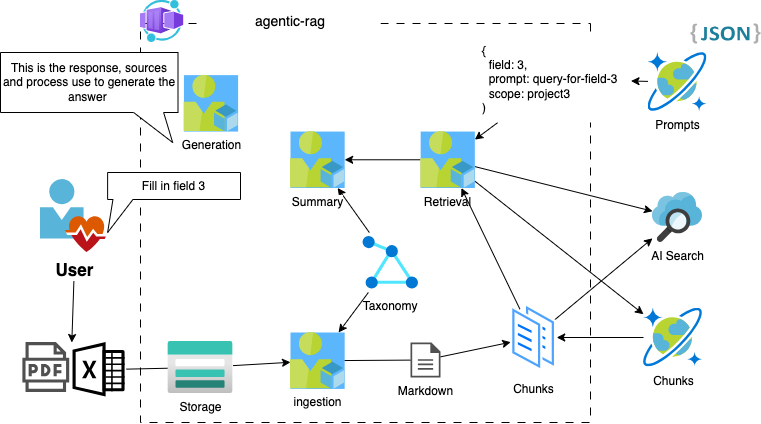 agentic-rag
{JSON}
This is the response, sources
and process use to generate the
answer
{
field: 3,
prompt: query-for-field-3
scope: project3
)
Prompts
Generation
Fill in field 3
Summary
Retrieval
User
AI Search
Taxonomy
PDF
X
Storage
ingestion
Markdown
Chunks
Chunks